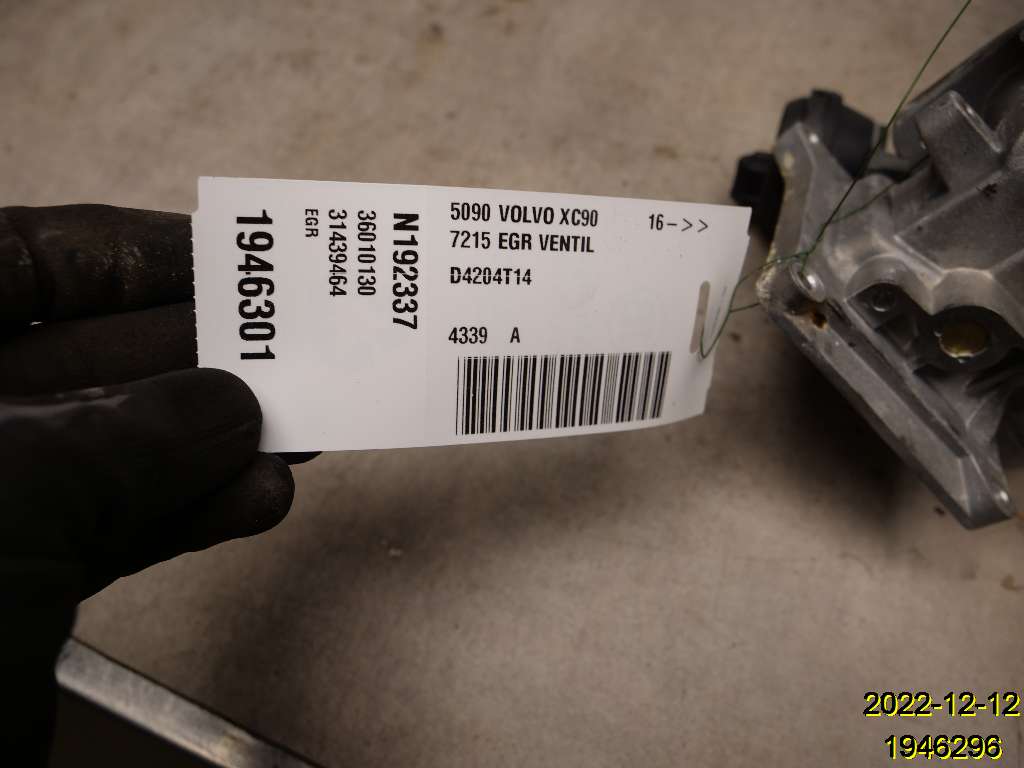 5090 VOLVO XC90 16->>
7215 EGR VENTIL
D4204T14
4339 A
N192337
36010130
31439464
EGR
1946301
2022-12-12
1946296